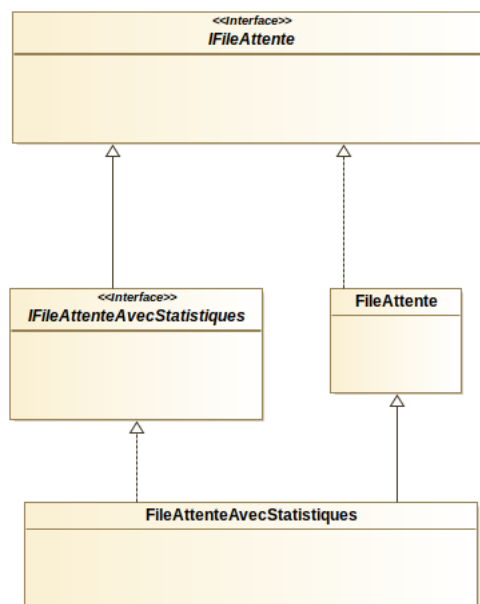 <<Interface>>
IFileAttente
<<Interface>>
IFileAttenteAvecStatistiques
FileAttente
FileAttenteAvecStatistiques